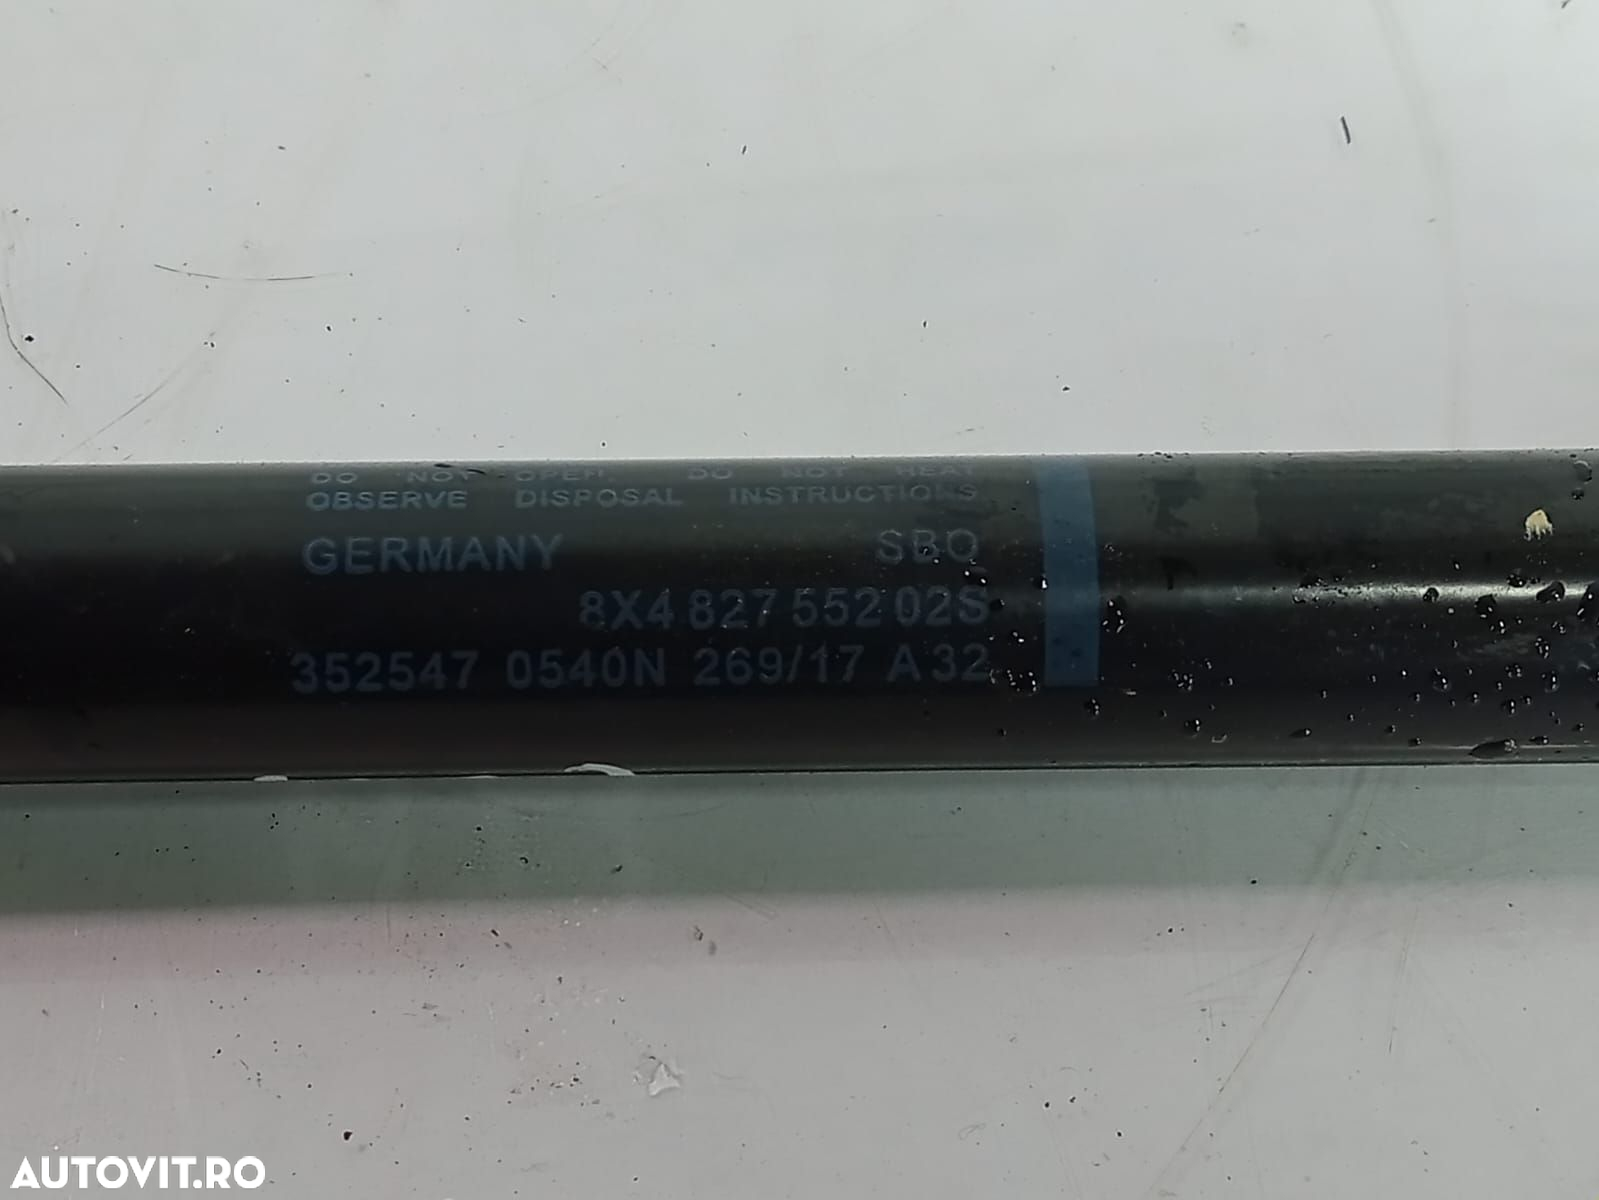 DO NOT OPEN. DO NOT HEAT
OBSERVE DISPOSAL INSTRUCTIONS
GERMANY SBO
8X4 827 552 02S
352547 0540N 269/17 A 32
AUTOVIT.RO